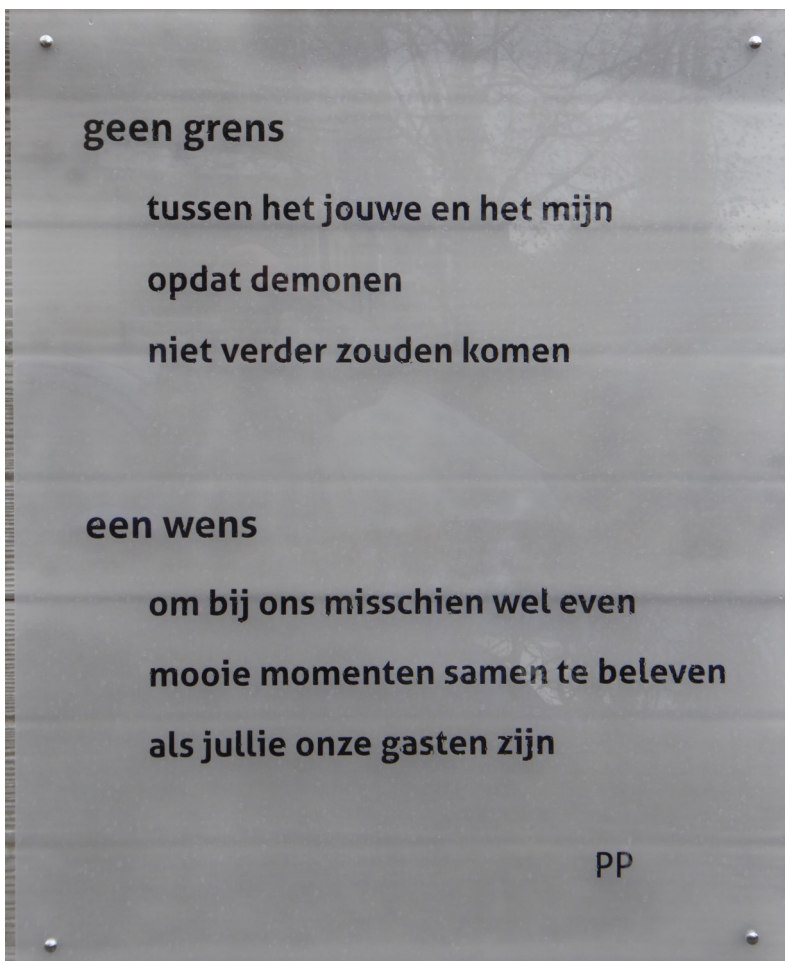 geen grens
tussen het jouwe en het mijn
opdat demonen
niet verder zouden komen
een wens
om bij ons misschien wel even
mooie momenten samen te beleven
als jullie onze gasten zijn
PP